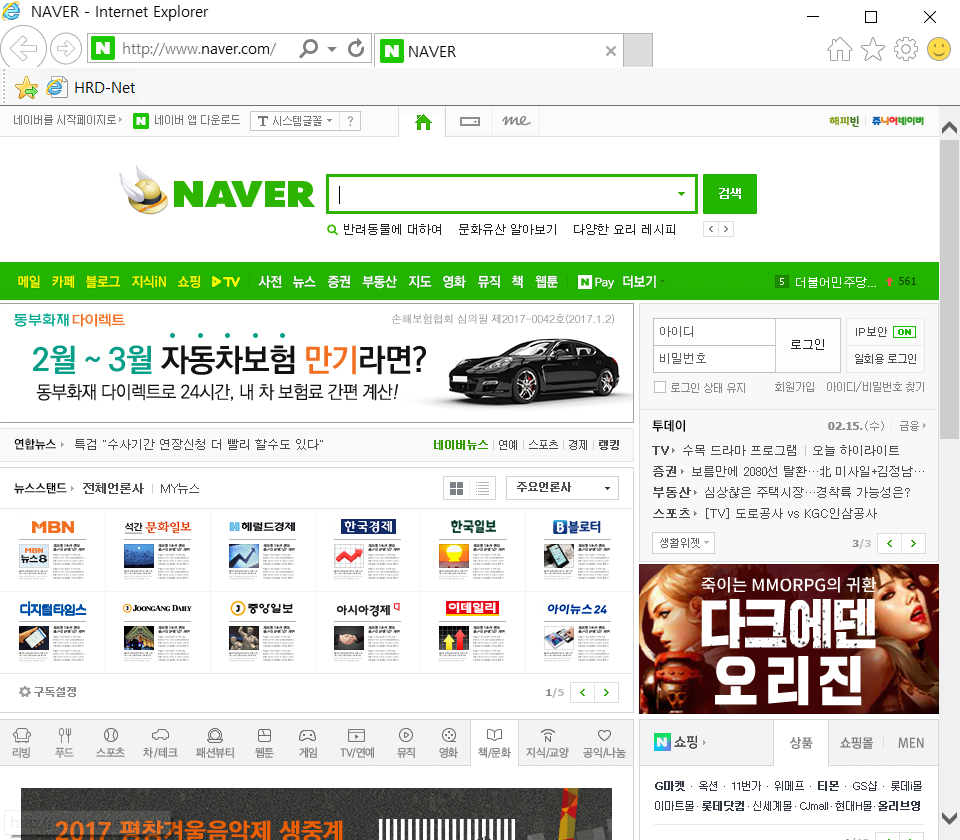 NAVER - Internet Explorer
http://www.naver.com/
NAVER
HRD-Net
네이버를 시작페이지로
네이버 앱 다운로드
T 시스템글꼴
?
me
해피빈
쥬니어네이버
NAVER
검색
반려동물에 대하여 문화유산 알아보기 다양한 요리 레시피
메일 카페 블로그 지식iN 쇼핑 TV 사전 뉴스 증권 부동산 지도 영화 뮤직 책 웹툰 N Pay 더보기
5 더불어민주당... 561
동부화재 다이렉트
손해보험협회 심의필 제2017-0042호(2017.1.2)
2월 ~ 3월 자동차보험 만기라면?
동부화재 다이렉트로 24시간, 내 차 보험료 간편 계산!
아이디
비밀번호
로그인
IP보안 ON
일회용 로그인
로그인 상태 유지
회원가입 아이디/비밀번호 찾기
연합뉴스 특검 "수사기간 연장신청 더 빨리 할수도 있다"
네이버뉴스 연예 스포츠 경제 랭킹
투데이
02.15.(수) 금융
TV 수목 드라마 프로그램 오늘 하이라이트
증권 보름만에 2080선 탈환…北 미사일+김정남…
부동산 심상찮은 주택시장…경착륙 가능성은?
스포츠 [TV] 도로공사 vs KGC인삼공사
생활위젯
3/3
뉴스스탠드 전체언론사 MY뉴스
주요언론사
MBN 석간 문화일보 헤럴드경제 한국경제 한국일보 블로터
MBN
뉴스8
디지털타임스 JOONGANG DAILY 중앙일보 아시아경제 이데일리 아이뉴스24
구독설정
1/5
죽이는 MMORPG의 귀환
다크에덴
오리진
리빙 푸드 스포츠 차/테크 패션뷰티 웹툰 게임 TV/연예 뮤직 영화 책/문화 지식/교양 공익/나눔
N 쇼핑
상품 쇼핑몰 MEN
G마켓 · 옥션 · 11번가 · 위메프 · 티몬 · GS샵 · 롯데i몰
이마트몰 · 롯데닷컴 · 신세계몰 · CJmall · 현대H몰 · 올리브영
2017 평창겨울음악제 생중계